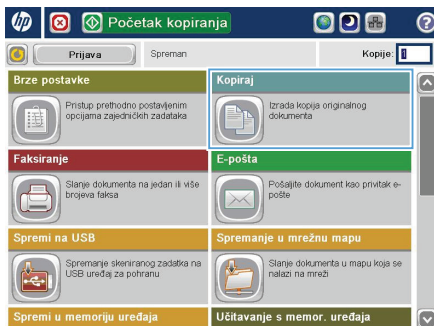 hp
Početak kopiranja
?
Prijava
Spreman
Kopije:
1
Brze postavke
Kopiraj
Pristup prethodno postavljenim
opcijama zajedničkih zadataka
Izrada kopija originalnog
dokumenta
Faksiranje
E-pošta
Slanje dokumenta na jedan ili više
brojeva faksa
Pošaljite dokument kao privitak e-
pošte
Spremi na USB
Spremanje u mrežnu mapu
Spremanje skeniranog zadatka na
USB uređaj za pohranu
Slanje dokumenta u mapu koja se
nalazi na mreži
Spremi u memoriju uređaja
Učitavanje s memor. uređaja